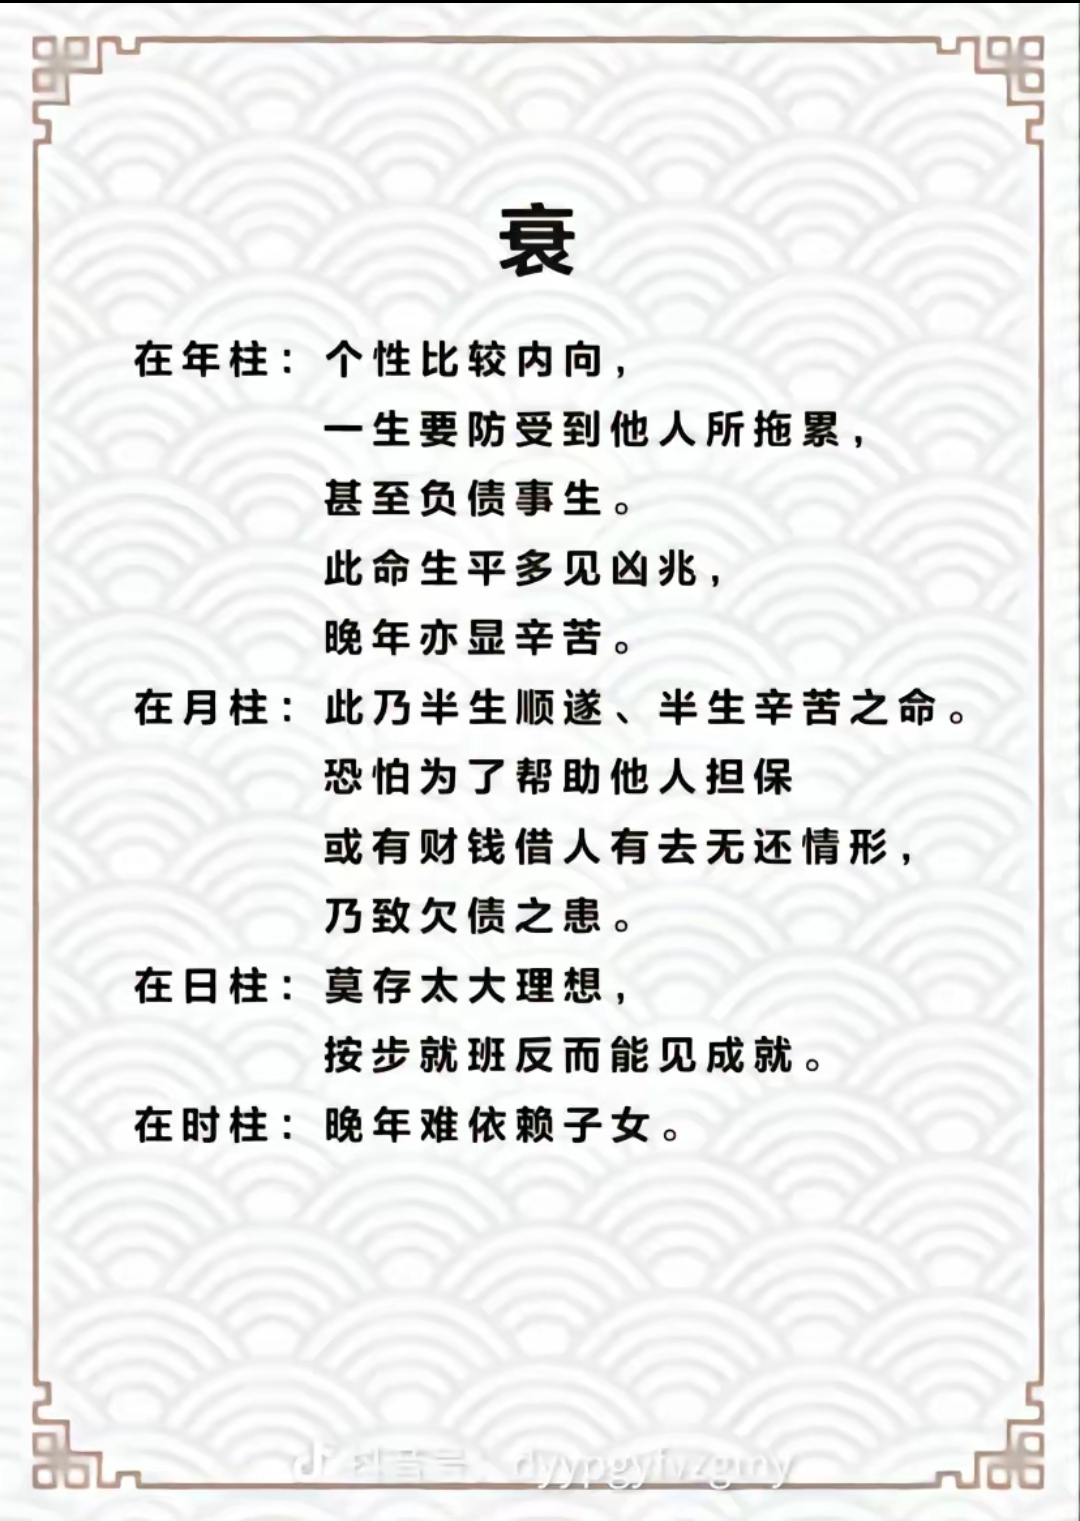 衰
在年柱：个性比较内向，
一生要防受到他人所拖累，
甚至负债事生。
此命生平多见凶兆，
晚年亦显辛苦。
在月柱：此乃半生顺遂、半生辛苦之命。
恐怕为了帮助他人担保
或有财钱借人有去无还情形，
乃致欠债之患。
在日柱：莫存太大理想，
按步就班反而能见成就。
在时柱：晚年难依赖子女。
抖音号：dyypgyfvzgmy